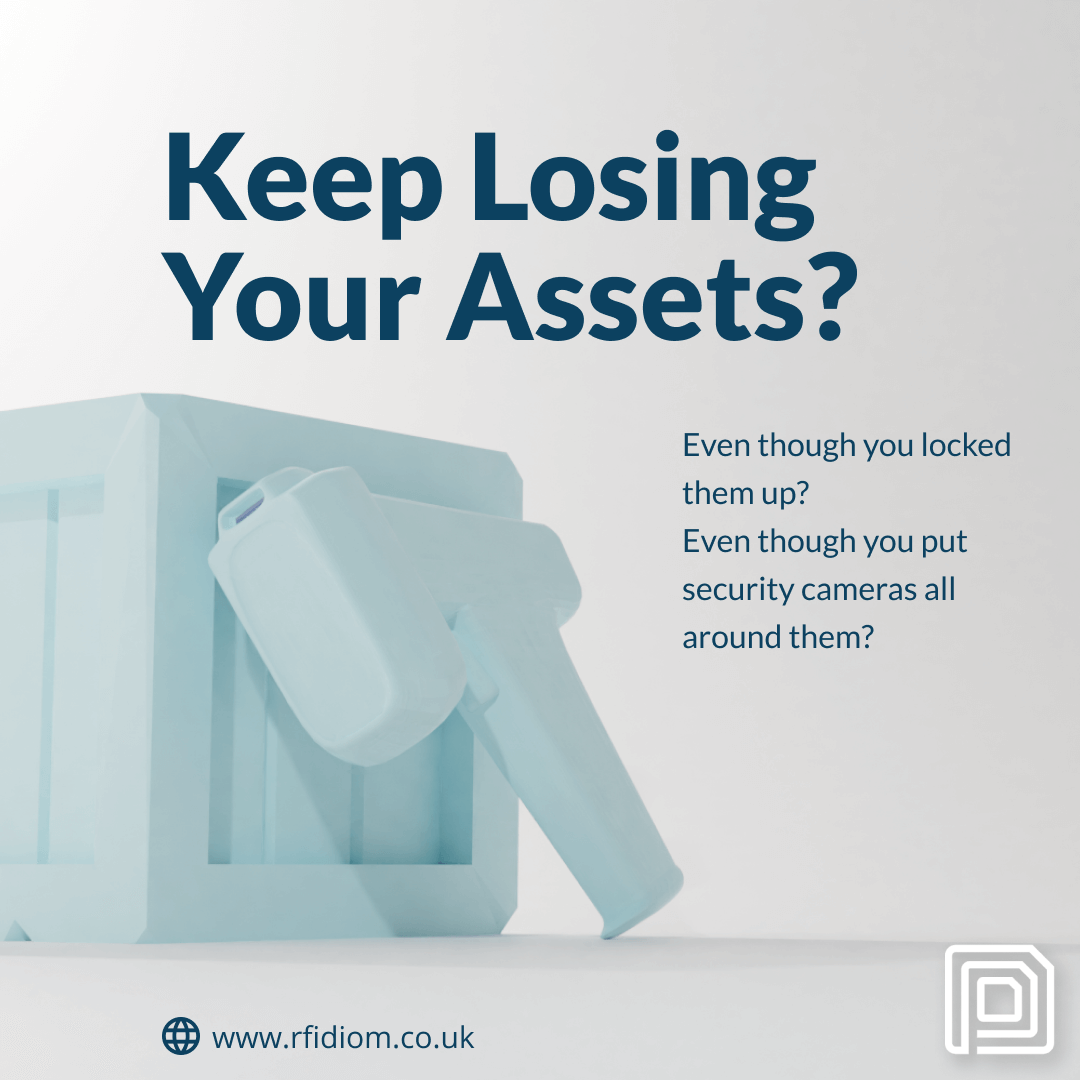 Keep Losing
Your Assets?
Even though you locked
them up?
Even though you put
security cameras all
around them?
www.rfidiom.co.uk